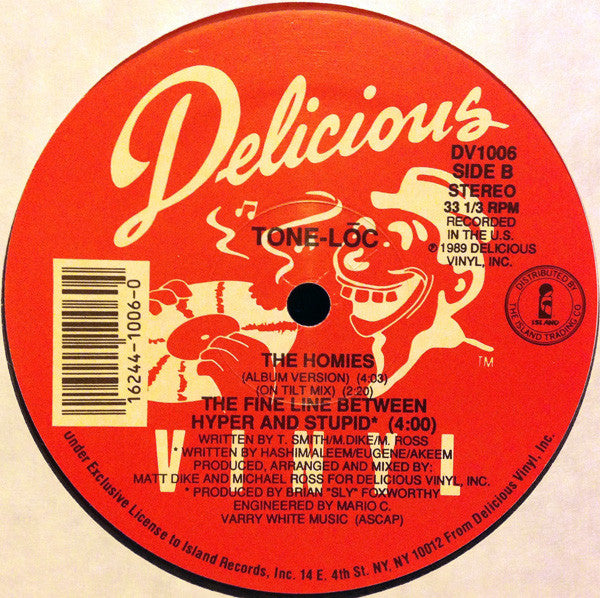 Delicious
DV1006
SIDE B
STEREO
33 1/3 RPM
RECORDED
IN THE U.S.
℗ 1989 DELICIOUS
VINYL, INC.
TONE-LŌC
DISTRIBUTED BY
ISLAND
THE ISLAND TRADING CO
16244-1006-0
TM
THE HOMIES
(ALBUM VERSION) (4:03)
(ON TILT MIX) (2:20)
THE FINE LINE BETWEEN
HYPER AND STUPID* (4:00)
VINYL
WRITTEN BY T. SMITH/M.DIKE/M. ROSS
* WRITTEN BY HASHIM/ALEEM/EUGENE/AKEEM
PRODUCED, ARRANGED AND MIXED BY:
MATT DIKE AND MICHAEL ROSS FOR DELICIOUS VINYL, INC.
* PRODUCED BY BRIAN "SLY" FOXWORTHY
ENGINEERED BY MARIO C.
VARRY WHITE MUSIC (ASCAP)
Under Exclusive License to Island Records, Inc. 14 E. 4th St. NY, NY 10012 From Delicious Vinyl, Inc.